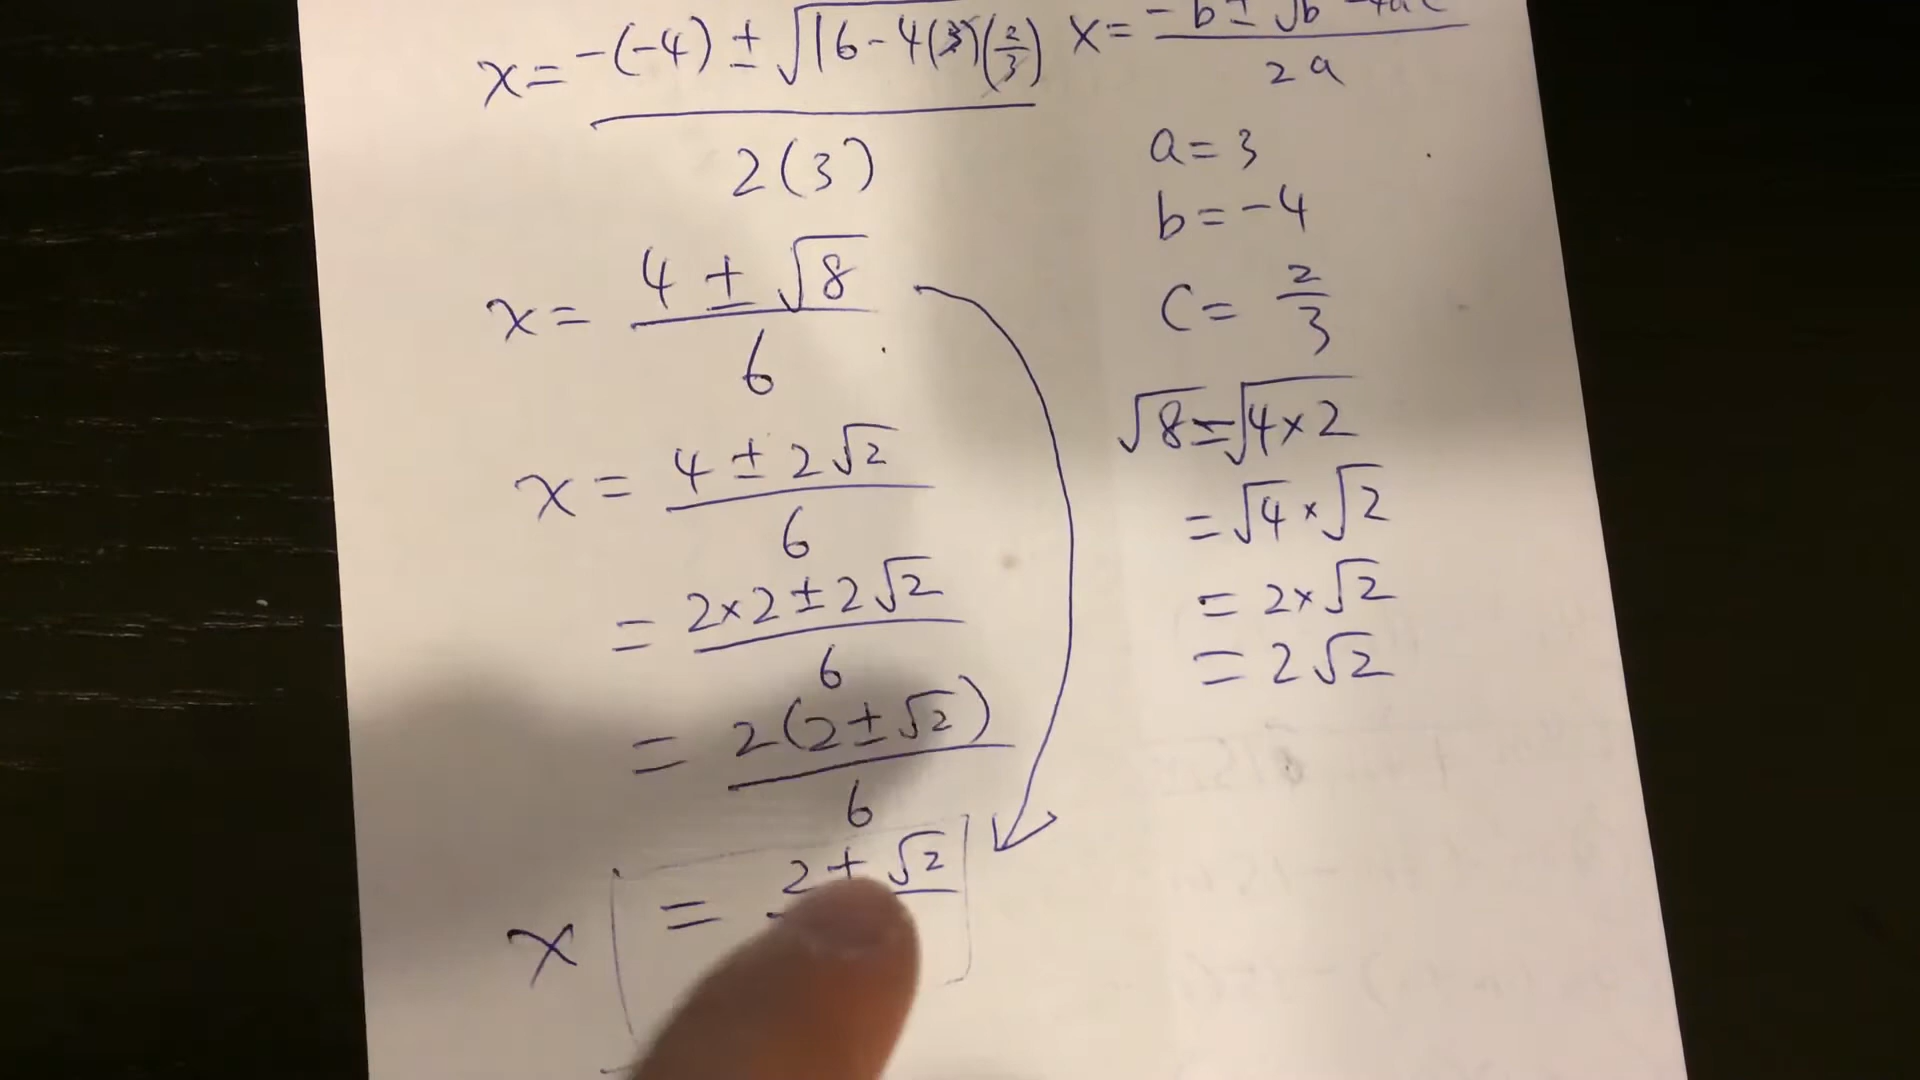 x = -(-4) ± √16-4(3)(2/3)
2(3)
x = 4 ± √8
6
x = 4 ± 2√2
6
= 2×2 ± 2√2
6
= 2(2±√2)
6
x = 2 ± √2
x = -b ± √b -4ac
2a
a = 3
b = -4
c = 2/3
√8 = √4×2
= √4 × √2
= 2×√2
= 2√2